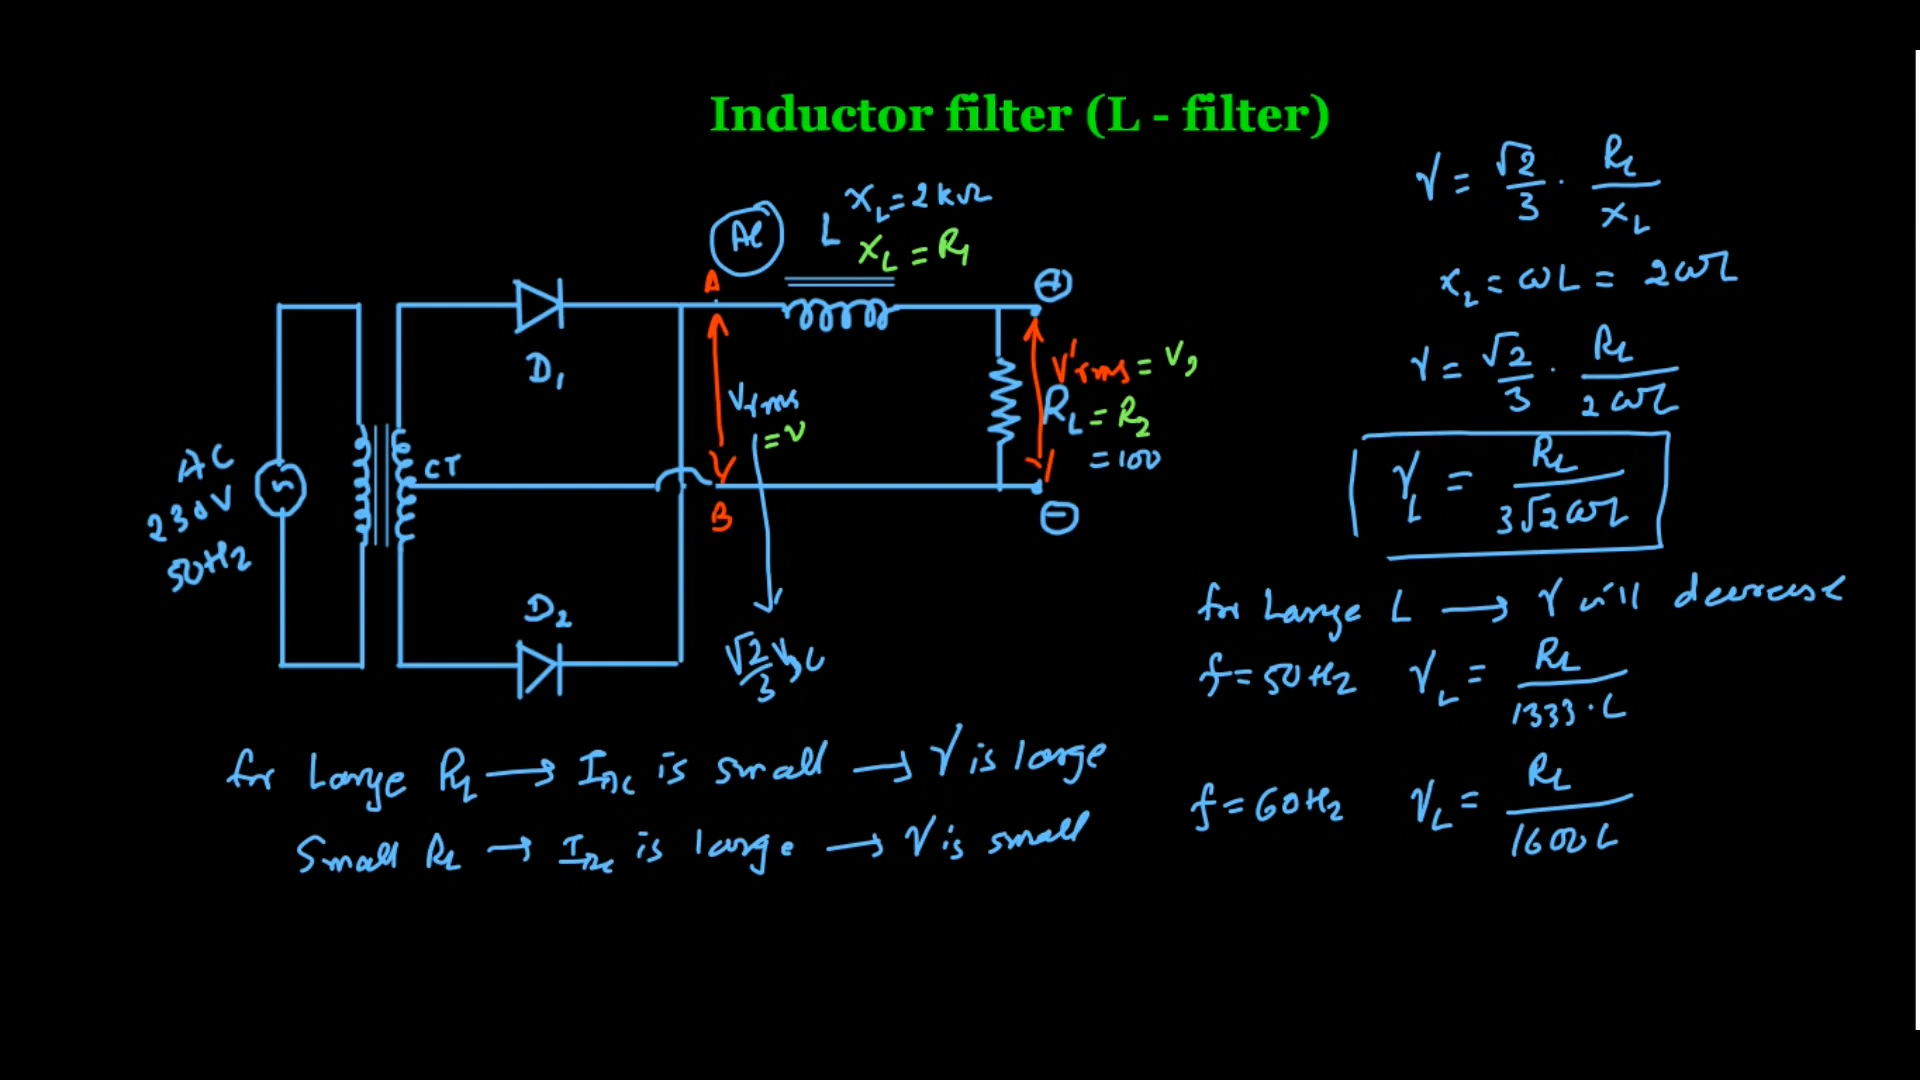 Inductor filter (L - filter)
AC
230V
50Hz
CT
D1
D2
AC
L
XL = 2kΩ
XL = R1
A
B
Vrms
= V
√2/3 VDC
+
V'rms = V,
RL = R2
= 100
−
γ = √2/3 · RL/XL
XL = ωL = 2ωL
γ = √2/3 · RL/2ωL
γL = RL/3√2ωL
for Large L → γ will decrease
f = 50Hz γL = RL/1333·L
f = 60Hz γL = RL/1600L
for Large RL → IDC is small → γ is large
Small RL → IDC is large → γ is small